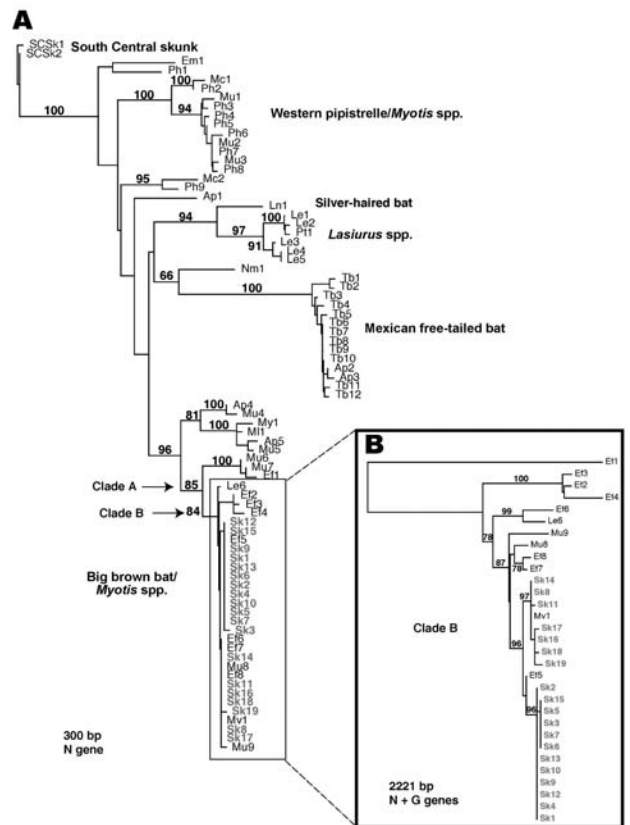 A
SCSk1
SCSk2
South Central skunk
Em1
Ph1
100
100
100
Mc1
Ph2
94
Mu1
Ph3
Ph4
Ph5
Ph6
Mu2
Ph7
Mu3
Ph8
Western pipistrelle/Myotis spp.
95
Mc2
Ph9
Ap1
94
Ln1
Silver-haired bat
97
100
Le1
Le2
91
Le3
Le4
Le5
Lasiurus spp.
66
Nm1
100
Tb1
Tb2
Tb3
Tb4
Tb5
Tb6
Tb7
Tb8
Tb9
Tb10
Ap2
Ap3
Tb11
Tb12
Mexican free-tailed bat
96
81
100
Ap4
Mu4
100
My1
Ml1
Ap5
Mu5
100
Mu6
Mu7
Ef1
Clade A
85
Clade B
84
Le6
Ef2
Ef3
Ef4
Sk12
Sk15
Ef5
Sk9
Sk1
Sk13
Sk6
Sk2
Sk4
Sk10
Sk5
Sk7
Sk3
Ef6
Ef7
Sk14
Mu8
Ef8
Sk11
Sk16
Sk18
Sk19
Mv1
Sk8
Sk17
Mu9
Big brown bat/
Myotis spp.
300 bp
N gene
B
Ef1
100
Ef3
Ef2
Ef4
78
99
Ef6
Le6
87
Mu9
Mu8
Ef8
78
Ef7
96
97
Sk14
Sk8
Sk11
Mv1
Sk17
Sk16
Sk18
Sk19
Ef5
Sk2
96
Sk15
Sk5
Sk3
Sk7
Sk6
Sk13
Sk10
Sk9
Sk12
Sk4
Sk1
Clade B
2221 bp
N + G genes